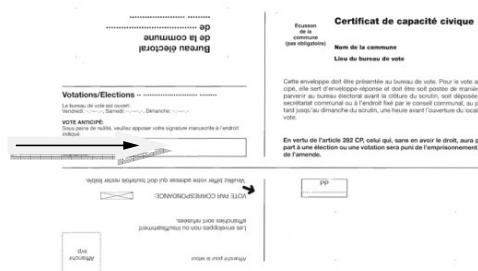 ..............................
de .........................
de la commune
Bureau électoral
Ecusson
de la
commune
(pas obligatoire)
Certificat de capacité civique
Nom de la commune
Lieu du bureau de vote
Votations/Elections
Le bureau de vote est ouvert:
Vendredi: --.--, Samedi: --.--, Dimanche: --.--
VOTE ANTICIPÉ:
Sous peine de nullité, veuillez apposer votre signature manuscrite à l'endroit
indiqué
Cette enveloppe doit être présentée au bureau de vote. Pour le vote a
cipé, elle sert d'enveloppe-réponse et doit être soit postée de manière
parvenir au bureau électoral avant la clôture du scrutin, soit déposée
secrétariat communal ou à l'endroit fixé par le conseil communal, au p
tard jusqu'au dimanche du scrutin, une heure avant l'ouverture du local
vote.
En vertu de l'article 282 CP, celui qui, sans en avoir le droit, aura p
part à une élection ou une votation sera puni de l'emprisonnement
de l'amende.
Veuillez biffer votre adresse qui doit toutefois rester lisible.
VOTE PAR CORRESPONDANCE:
Les enveloppes non ou insuffisamment
affranchies sont refusées.
Affranchir
svp.
Affranchir pour le retour
PP